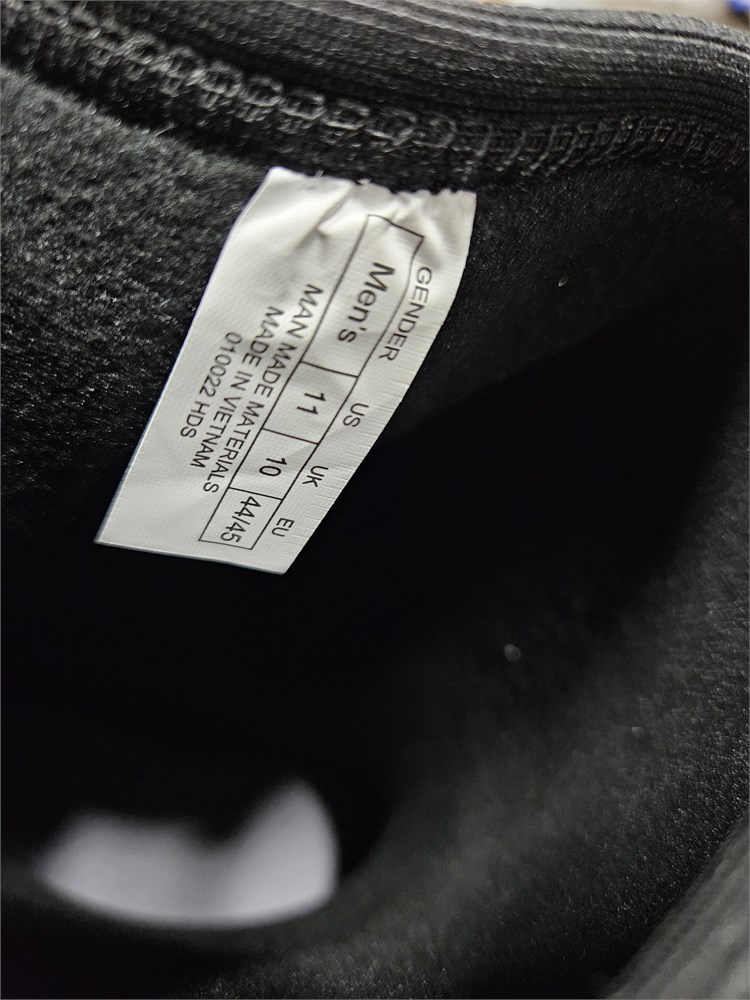 GENDER US UK EU
Men's 11 10 44/45
MAN MADE MATERIALS
MADE IN VIETNAM
010022 HDS